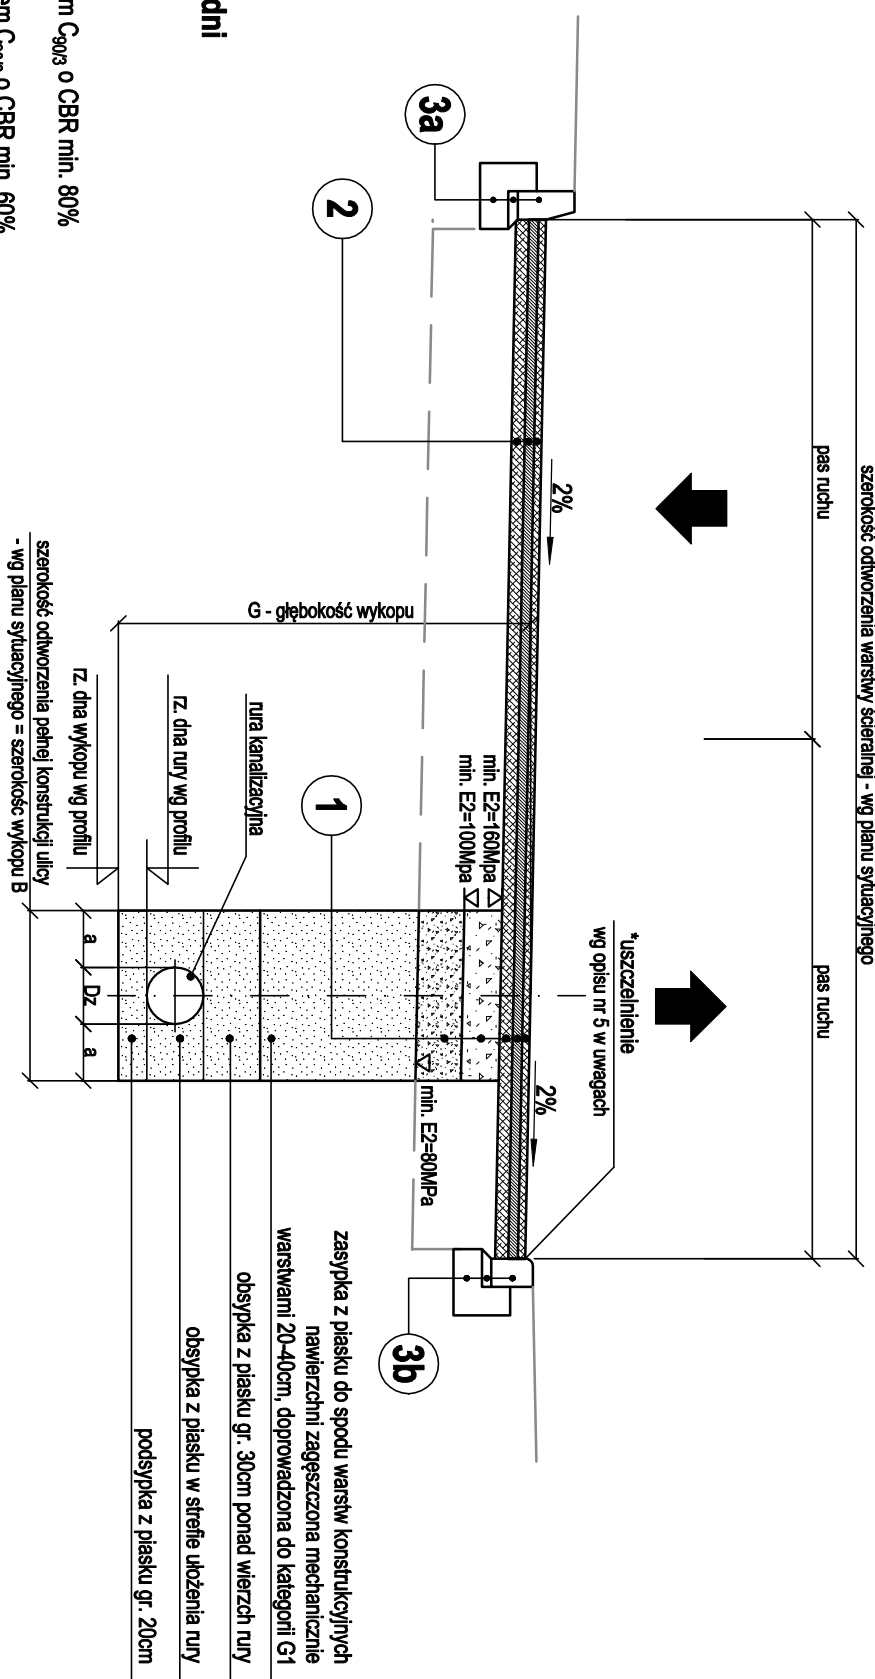 szerokość odtworzenia warstwy ścieralnej - wg planu sytuacyjnego
pas ruchu
pas ruchu
*uszczelnienie
wg opisu nr 5 w uwagach
2%
2%
3a
2
min. E2=160Mpa
min. E2=100Mpa
min. E2=80MPa
3b
G - głębokość wykopu
1
rura kanalizacyjna
rz. dna rury wg profilu
rz. dna wykopu wg profilu
a
Dz
a
szerokość odtworzenia pełnej konstrukcji ulicy
- wg planu sytuacyjnego = szerokość wykopu B
zasypka z piasku do spodu warstw konstrukcyjnych
nawierzchni zagęszczona mechanicznie
warstwami 20-40cm, doprowadzona do kategorii G1
obsypka z piasku gr. 30cm ponad wierzch rury
obsypka z piasku w strefie ułożenia rury
podsypka z piasku gr. 20cm
dni
m C90/3 o CBR min. 80%
o CBR min. 60%